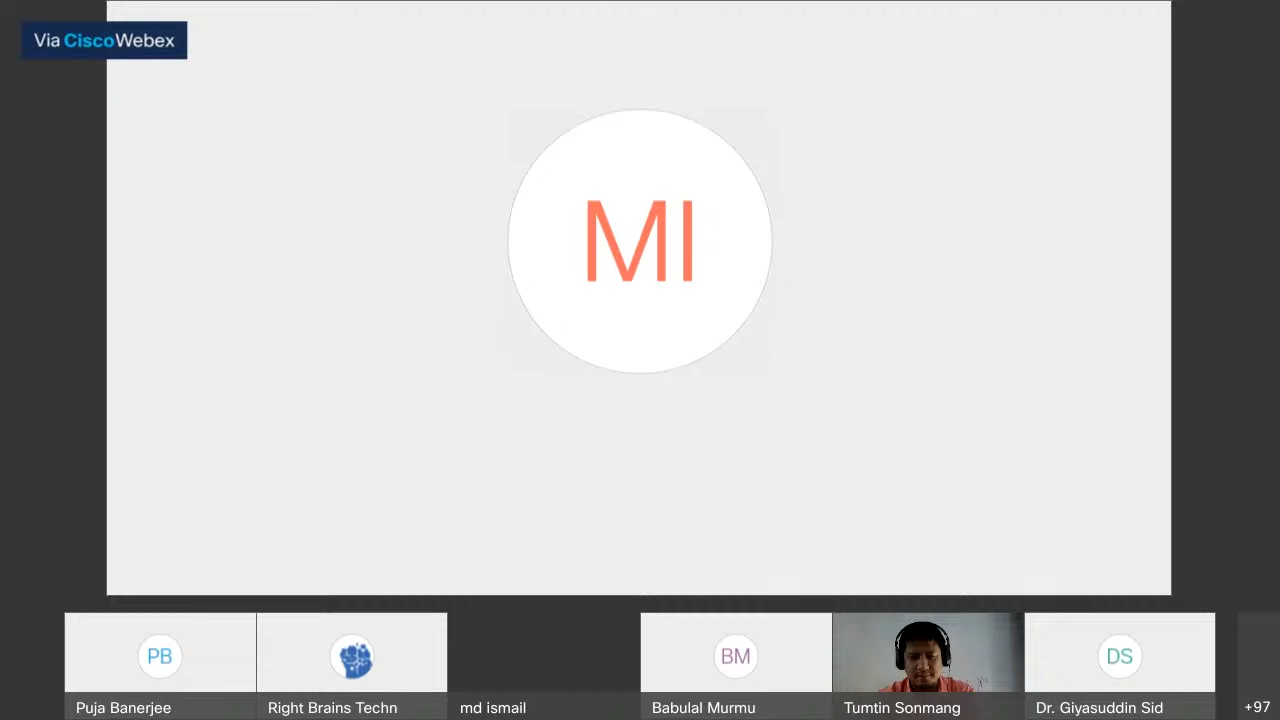 Via CiscoWebex
MI
PB
BM
DS
Puja Banerjee
Right Brains Techn
md ismail
Babulal Murmu
Tumtin Sonmang
Dr. Giyasuddin Sid
+97